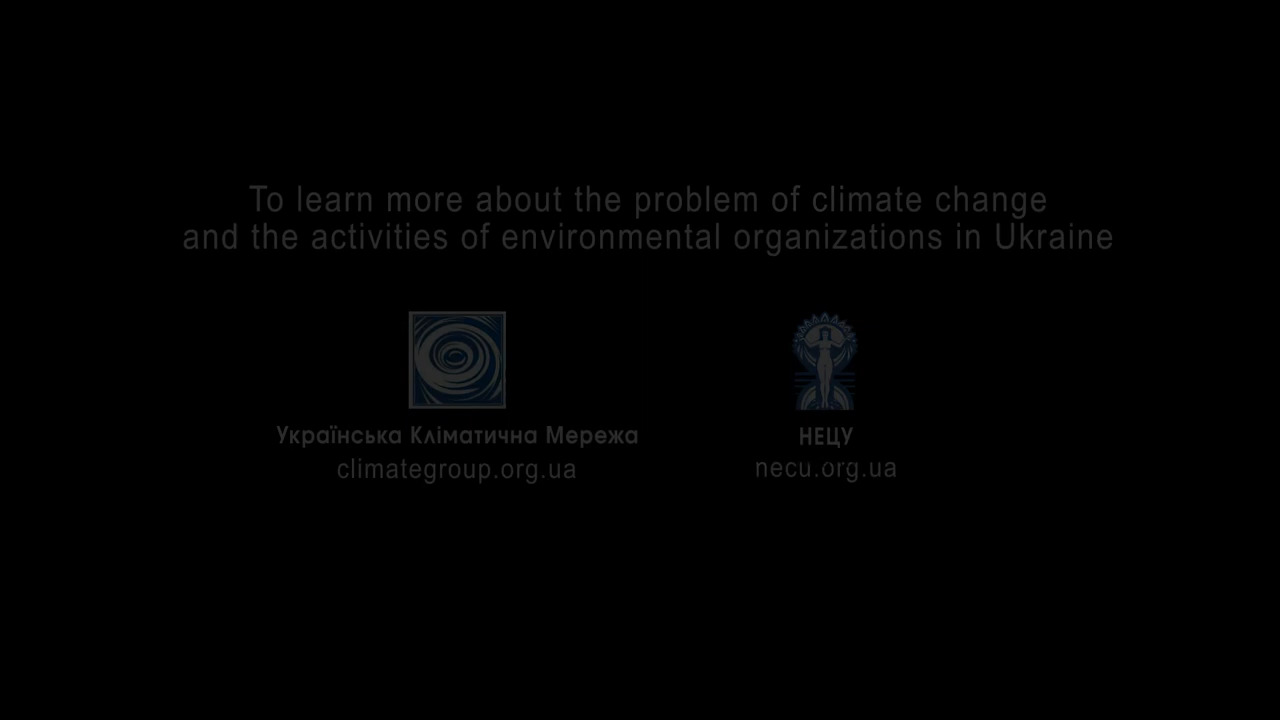 To learn more about the problem of climate change
and the activities of environmental organizations in Ukraine
Українська Кліматична Мережа
climategroup.org.ua
НЕЦУ
necu.org.ua